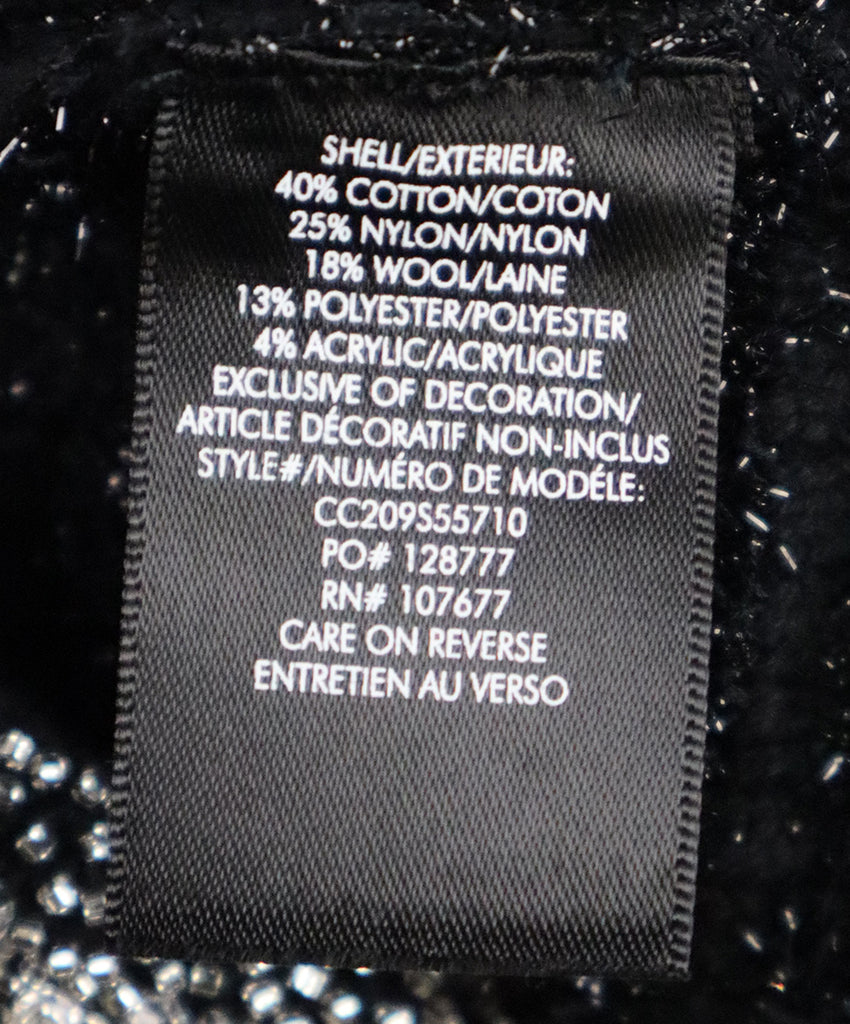 SHELL/EXTERIEUR:
40% COTTON/COTON
25% NYLON/NYLON
18% WOOL/LAINE
13% POLYESTER/POLYESTER
4% ACRYLIC/ACRYLIQUE
EXCLUSIVE OF DECORATION/
ARTICLE DÉCORATIF NON-INCLUS
STYLE#/NUMÉRO DE MODÉLE:
CC209S55710
PO# 128777
RN# 107677
CARE ON REVERSE
ENTRETIEN AU VERSO